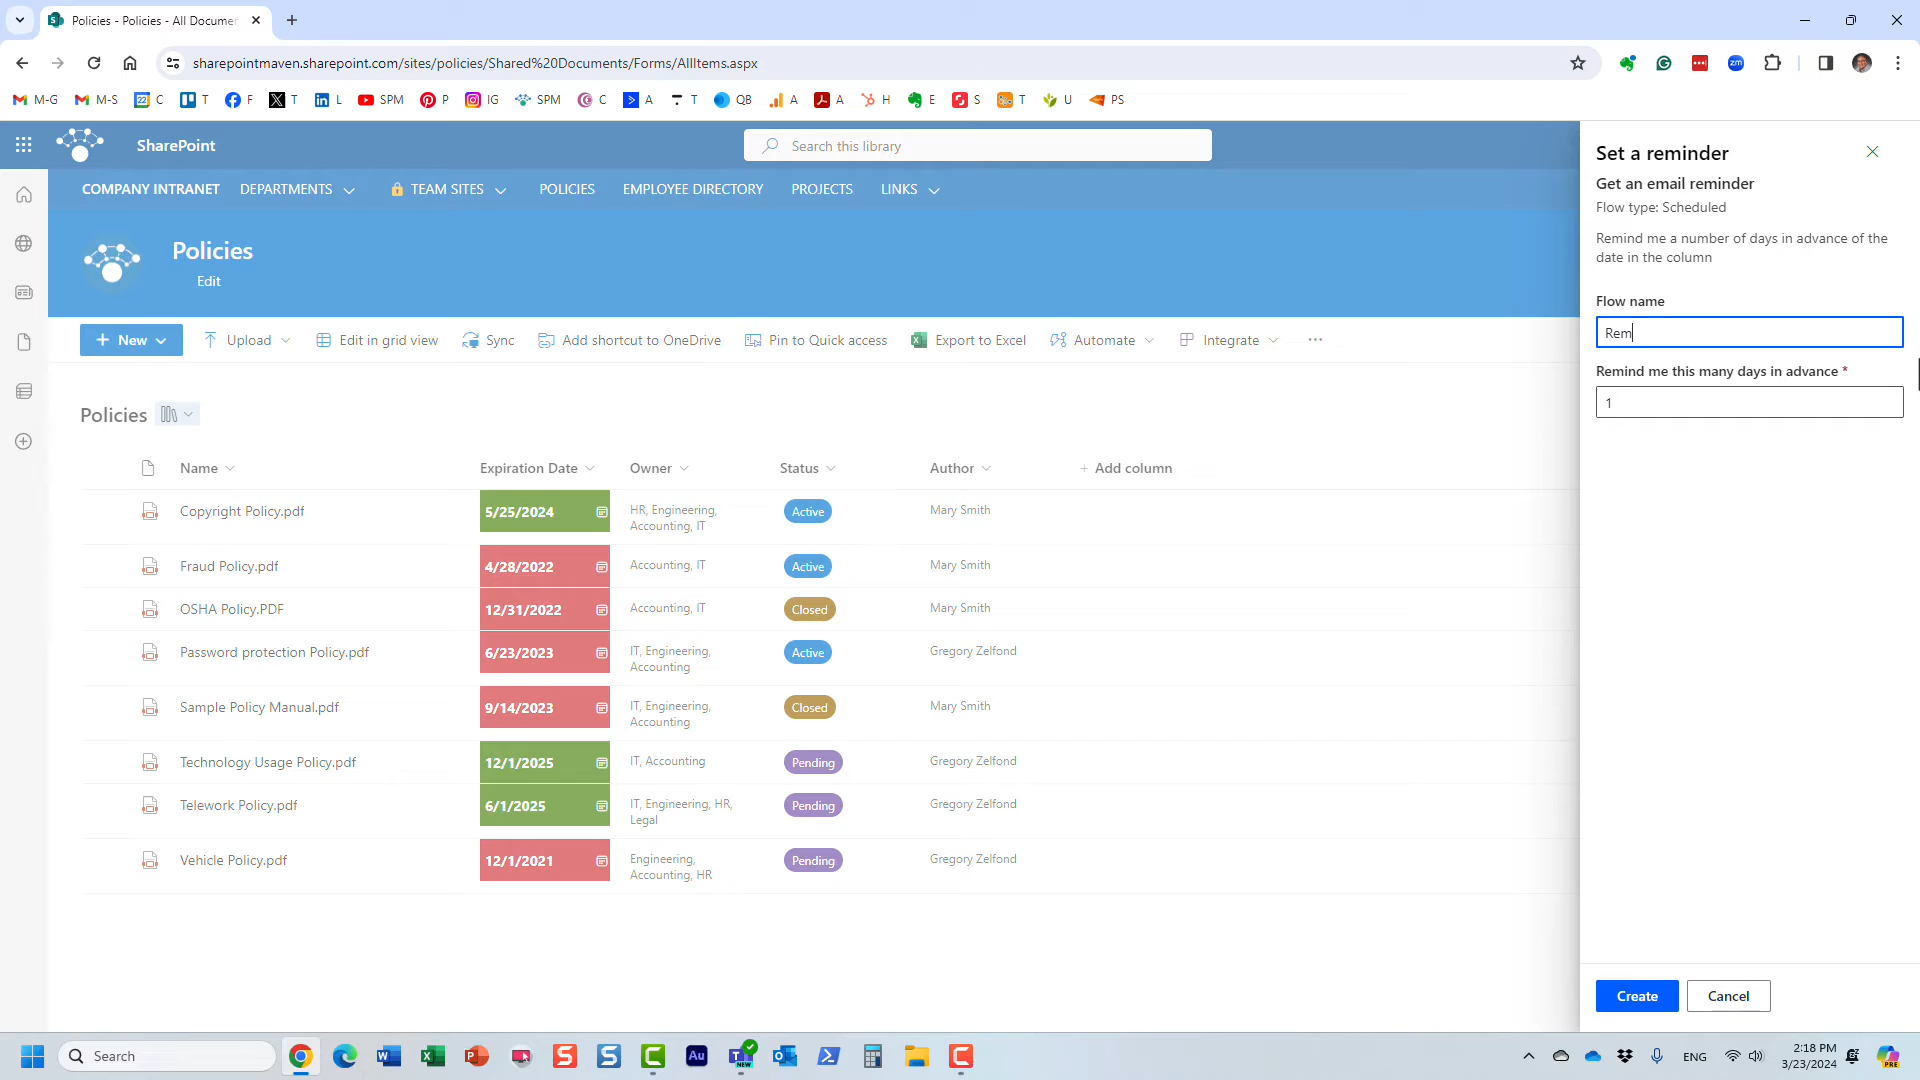 Policies - Policies - All Documer
sharepointmaven.sharepoint.com/sites/policies/Shared%20Documents/Forms/AllItems.aspx
M-G M-S C T F T L SPM P IG SPM C A T QB A A H E S T U PS
SharePoint
Search this library
COMPANY INTRANET DEPARTMENTS TEAM SITES POLICIES EMPLOYEE DIRECTORY PROJECTS LINKS
Policies
Edit
New Upload Edit in grid view Sync Add shortcut to OneDrive Pin to Quick access Export to Excel Automate Integrate ...
Policies
Name Expiration Date Owner Status Author + Add column
Copyright Policy.pdf 5/25/2024 HR, Engineering, Active Mary Smith
Accounting, IT
Fraud Policy.pdf 4/28/2022 Accounting, IT Active Mary Smith
OSHA Policy.PDF 12/31/2022 Accounting, IT Closed Mary Smith
Password protection Policy.pdf 6/23/2023 IT, Engineering, Active Gregory Zelfond
Accounting
Sample Policy Manual.pdf 9/14/2023 IT, Engineering, Closed Mary Smith
Accounting
Technology Usage Policy.pdf 12/1/2025 IT, Accounting Pending Gregory Zelfond
Telework Policy.pdf 6/1/2025 IT, Engineering, HR, Pending Gregory Zelfond
Legal
Vehicle Policy.pdf 12/1/2021 Engineering, Pending Gregory Zelfond
Accounting, HR
Set a reminder
Get an email reminder
Flow type: Scheduled
Remind me a number of days in advance of the
date in the column
Flow name
Rem
Remind me this many days in advance *
1
Create Cancel
Search
ENG
2:18 PM
3/23/2024